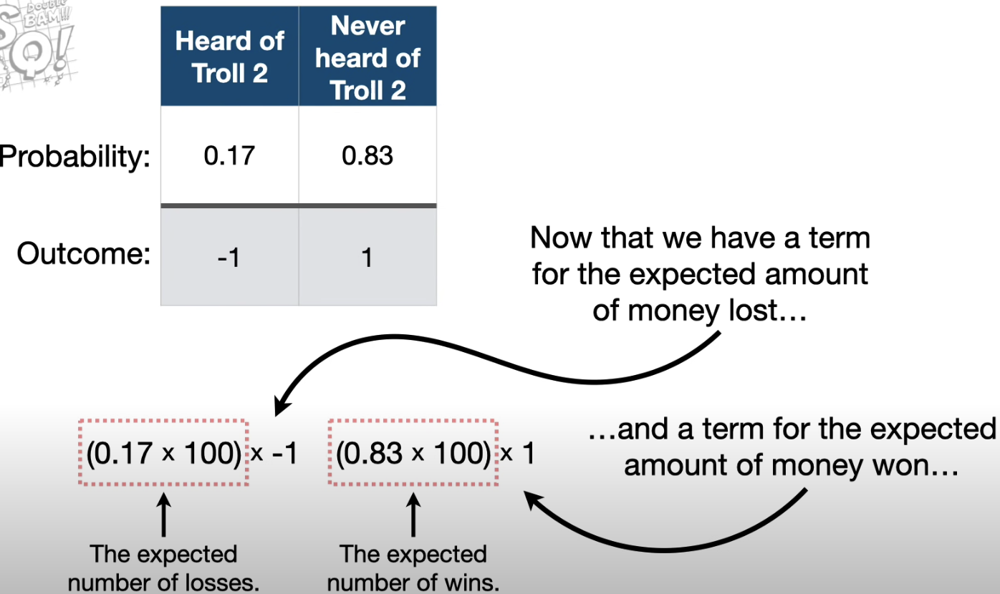 DOUBLE
BAM!!!
Heard of
Troll 2
Never
heard of
Troll 2
Probability:
0.17
0.83
Outcome:
-1
1
Now that we have a term
for the expected amount
of money lost…
(0.17 × 100) × -1 (0.83 × 100) × 1
…and a term for the expected
amount of money won…
The expected
number of losses.
The expected
number of wins.